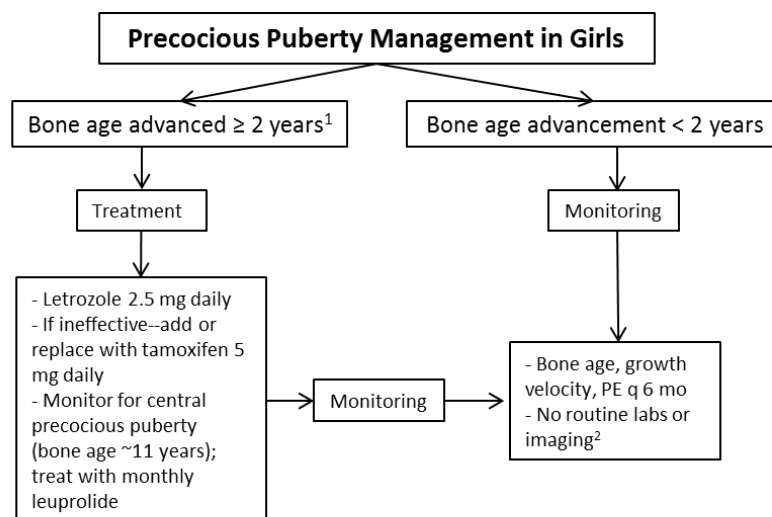 Precocious Puberty Management in Girls
Bone age advanced ≥ 2 years¹
Bone age advancement < 2 years
Treatment
Monitoring
- Letrozole 2.5 mg daily
- If ineffective--add or
replace with tamoxifen 5
mg daily
- Monitor for central
precocious puberty
(bone age ~11 years);
treat with monthly
leuprolide
Monitoring
- Bone age, growth
velocity, PE q 6 mo
- No routine labs or
imaging²